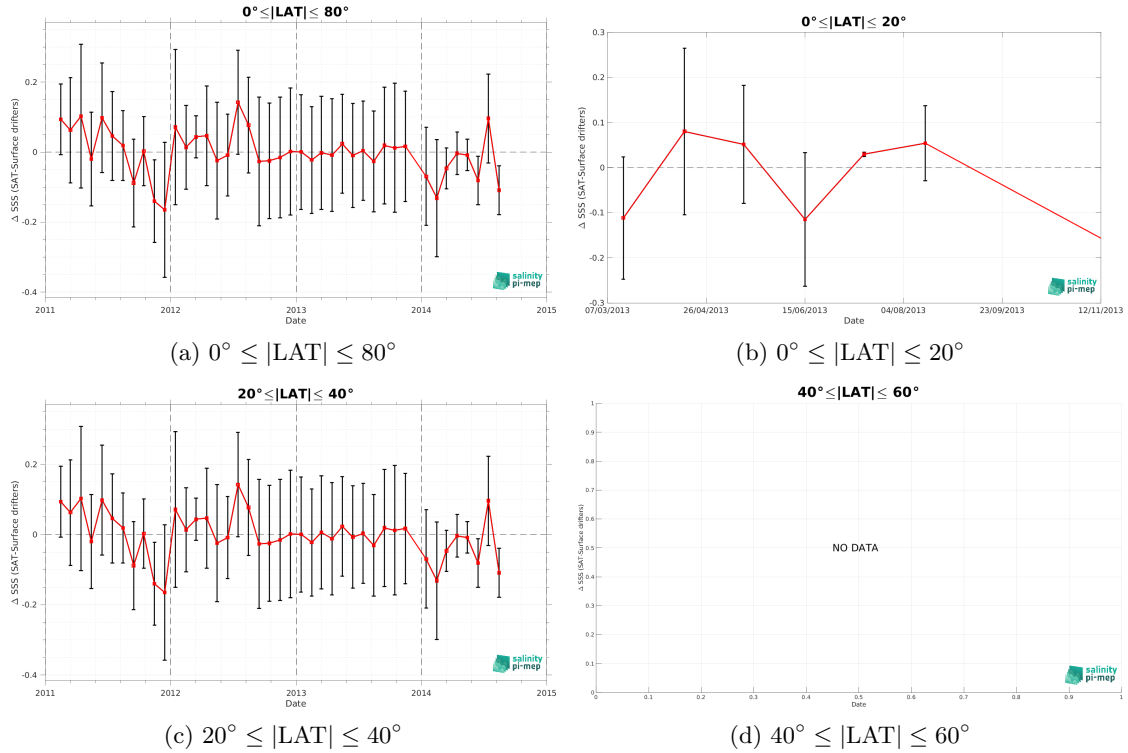 0°≤|LAT|≤ 80°
Δ SSS (SAT-Surface drifters)
0.2
0
-0.2
-0.4
2011 2012 2013 2014 2015
Date
salinity
pi-mep
(a) 0° ≤ |LAT| ≤ 80°
0°≤|LAT|≤ 20°
Δ SSS (SAT-Surface drifters)
0.3
0.2
0.1
0
-0.1
-0.2
-0.3
07/03/2013 26/04/2013 15/06/2013 04/08/2013 23/09/2013 12/11/2013
Date
salinity
pi-mep
(b) 0° ≤ |LAT| ≤ 20°
20°≤|LAT|≤ 40°
Δ SSS (SAT-Surface drifters)
0.2
0
-0.2
-0.4
2011 2012 2013 2014 2015
Date
salinity
pi-mep
(c) 20° ≤ |LAT| ≤ 40°
40°≤|LAT|≤ 60°
Δ SSS (SAT-Surface drifters)
1
0.9
0.8
0.7
0.6
0.5
0.4
0.3
0.2
0.1
0
NO DATA
0 0.1 0.2 0.3 0.4 0.5 0.6 0.7 0.8 0.9 1
Date
salinity
pi-mep
(d) 40° ≤ |LAT| ≤ 60°